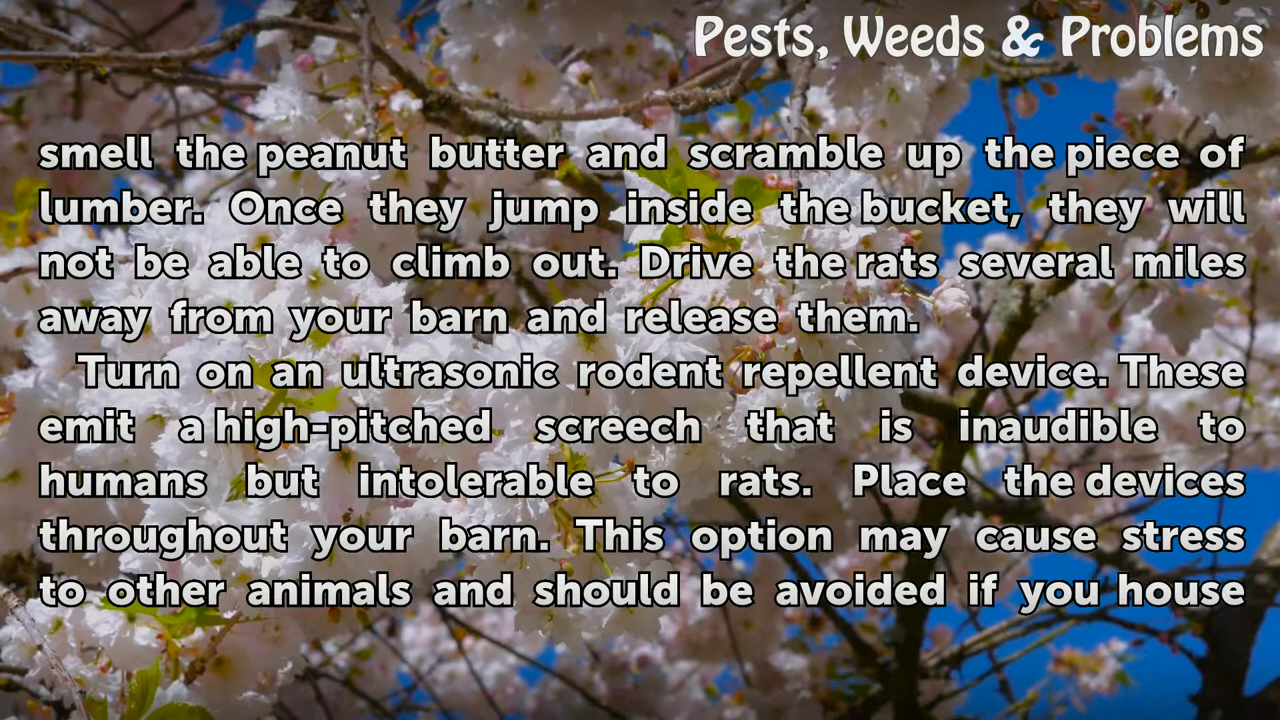 Pests, Weeds & Problems
smell the peanut butter and scramble up the piece of
lumber. Once they jump inside the bucket, they will
not be able to climb out. Drive the rats several miles
away from your barn and release them.
Turn on an ultrasonic rodent repellent device. These
emit a high-pitched screech that is inaudible to
humans but intolerable to rats. Place the devices
throughout your barn. This option may cause stress
to other animals and should be avoided if you house